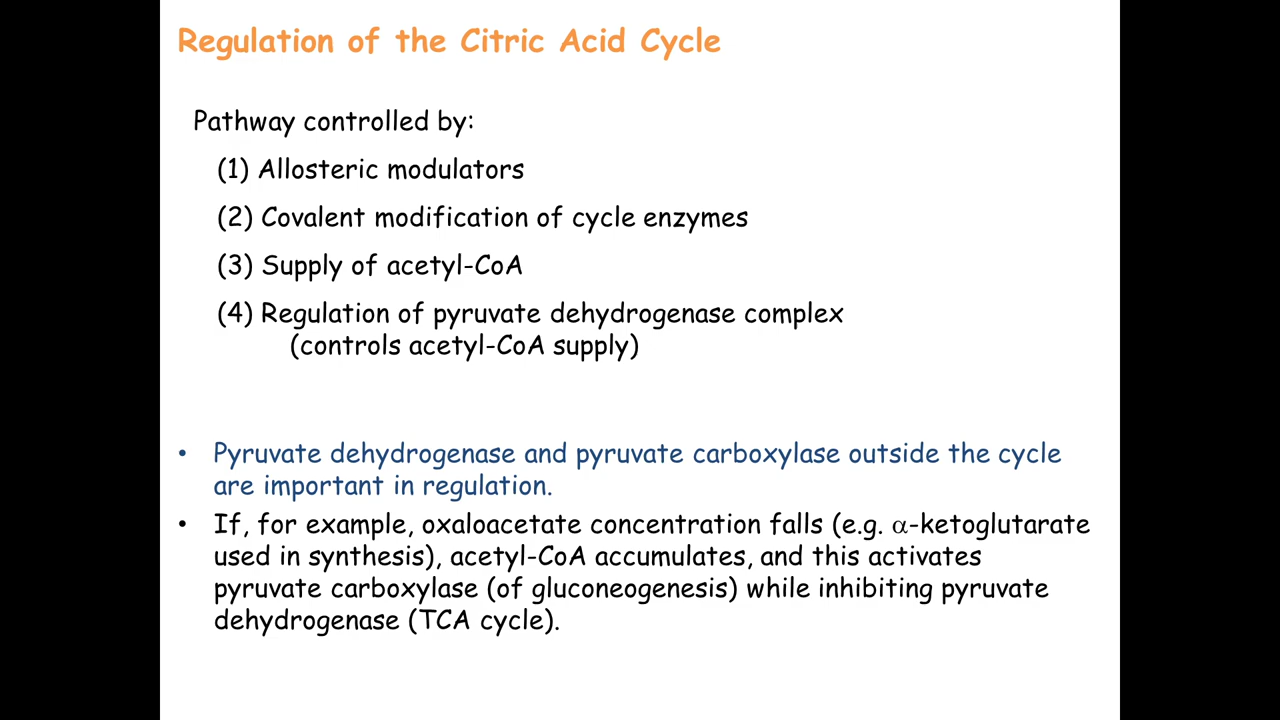 Regulation of the Citric Acid Cycle
Pathway controlled by:
(1) Allosteric modulators
(2) Covalent modification of cycle enzymes
(3) Supply of acetyl-CoA
(4) Regulation of pyruvate dehydrogenase complex
(controls acetyl-CoA supply)
• Pyruvate dehydrogenase and pyruvate carboxylase outside the cycle
are important in regulation.
• If, for example, oxaloacetate concentration falls (e.g. α-ketoglutarate
used in synthesis), acetyl-CoA accumulates, and this activates
pyruvate carboxylase (of gluconeogenesis) while inhibiting pyruvate
dehydrogenase (TCA cycle).